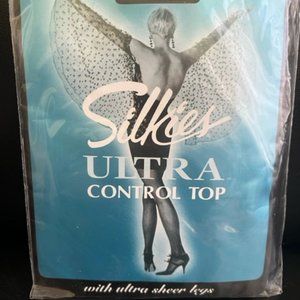 Silkies
ULTRA
CONTROL TOP
with ultra sheer legs